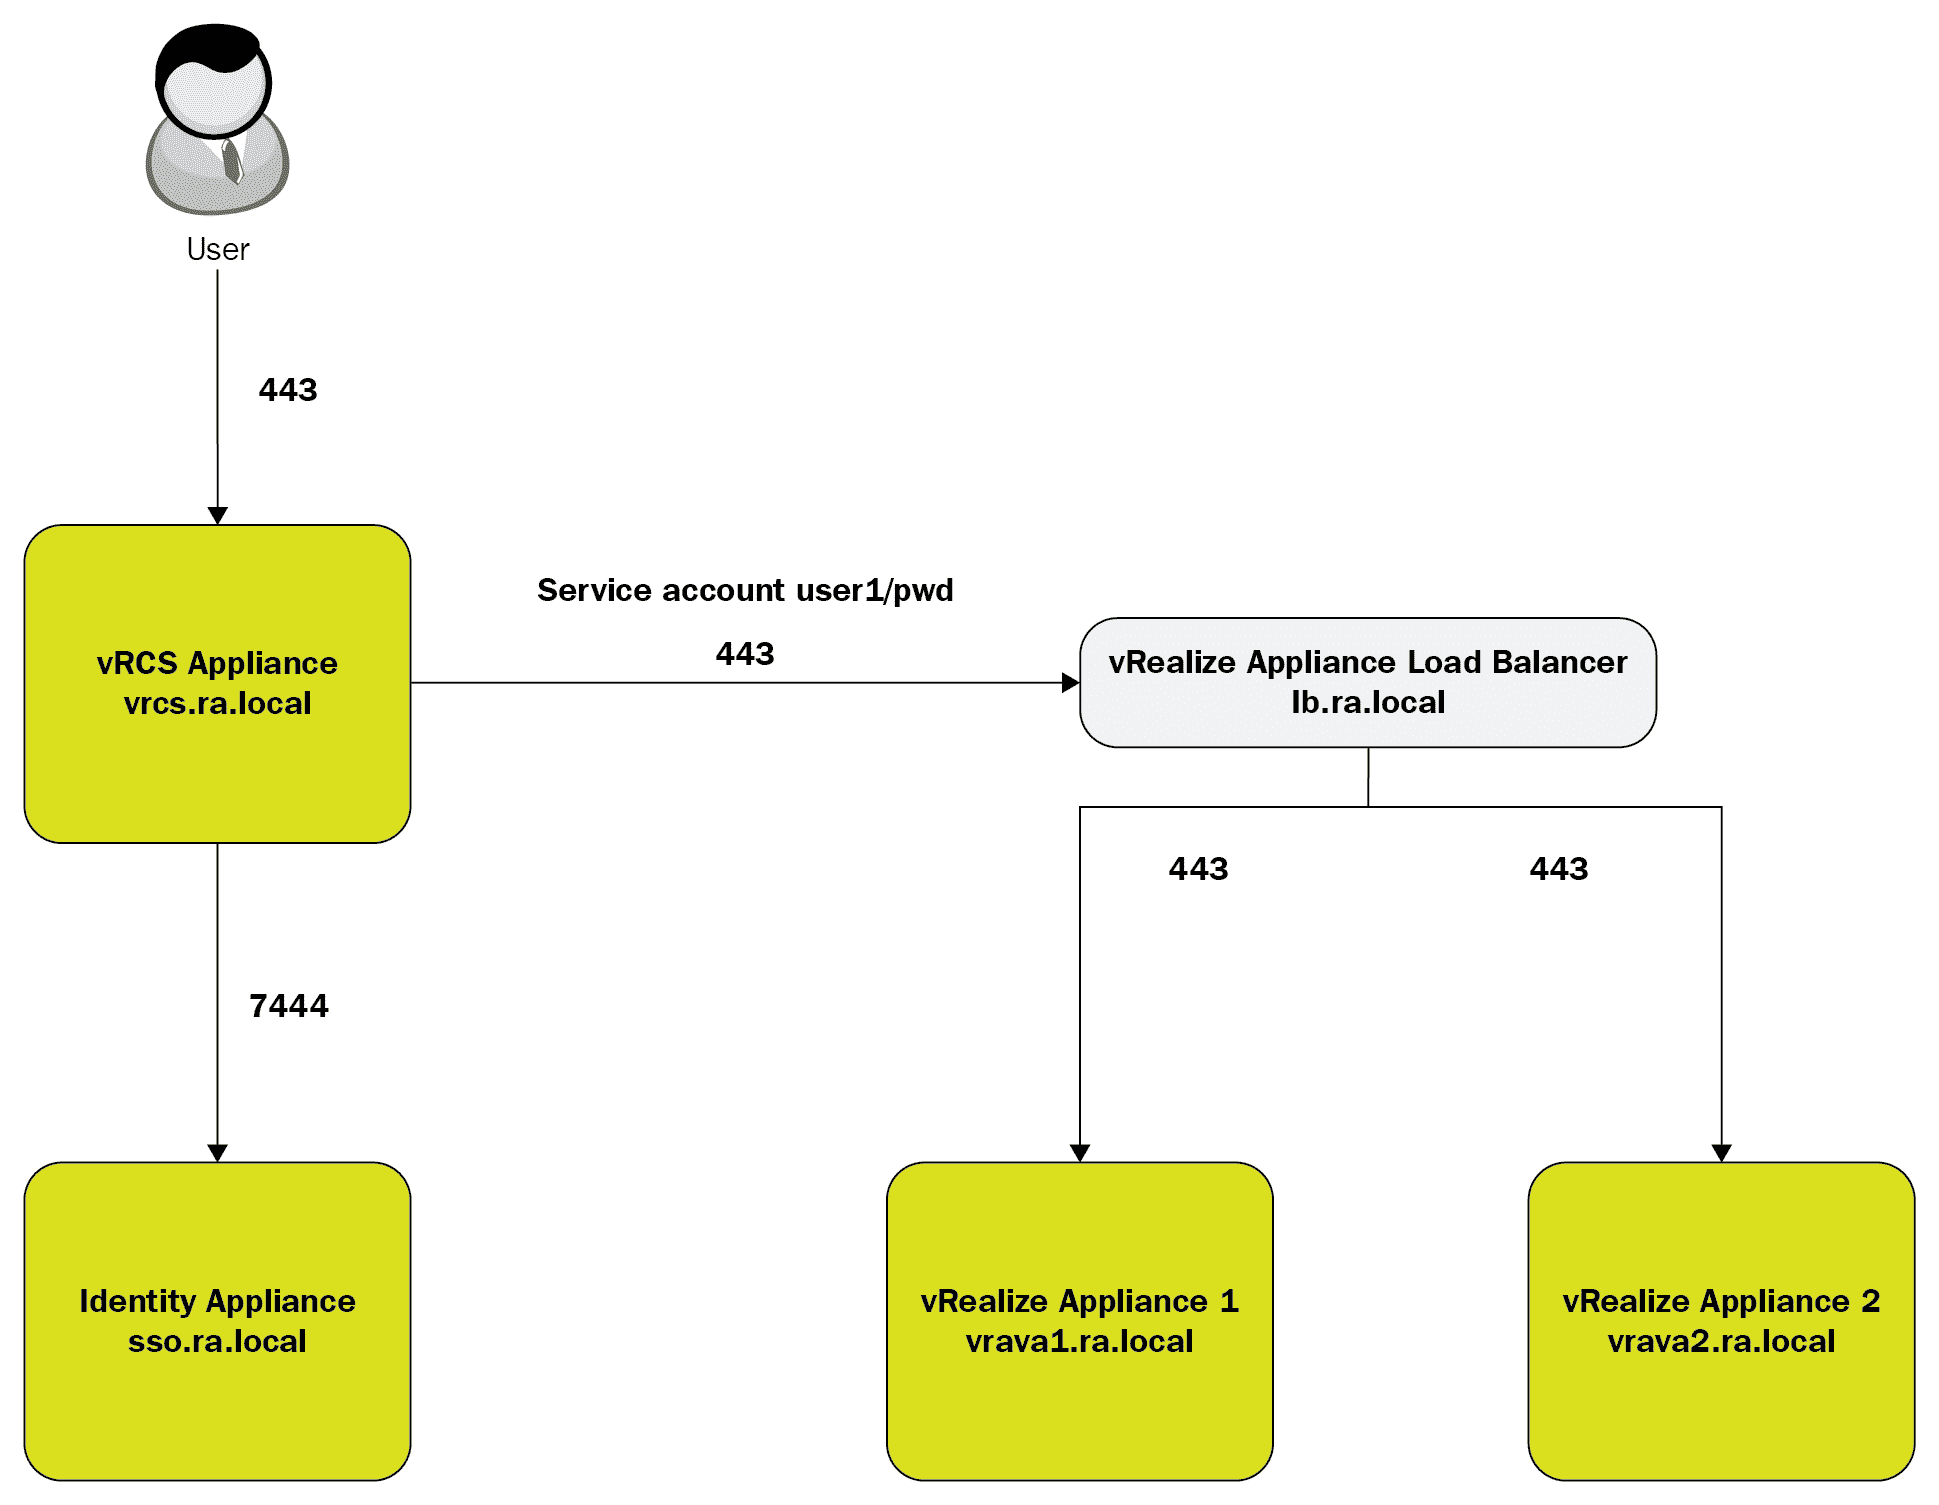 User
443
Service account user1/pwd
443
vRCS Appliance
vrcs.ra.local
vRealize Appliance Load Balancer
lb.ra.local
443
443
7444
Identity Appliance
sso.ra.local
vRealize Appliance 1
vrava1.ra.local
vRealize Appliance 2
vrava2.ra.local